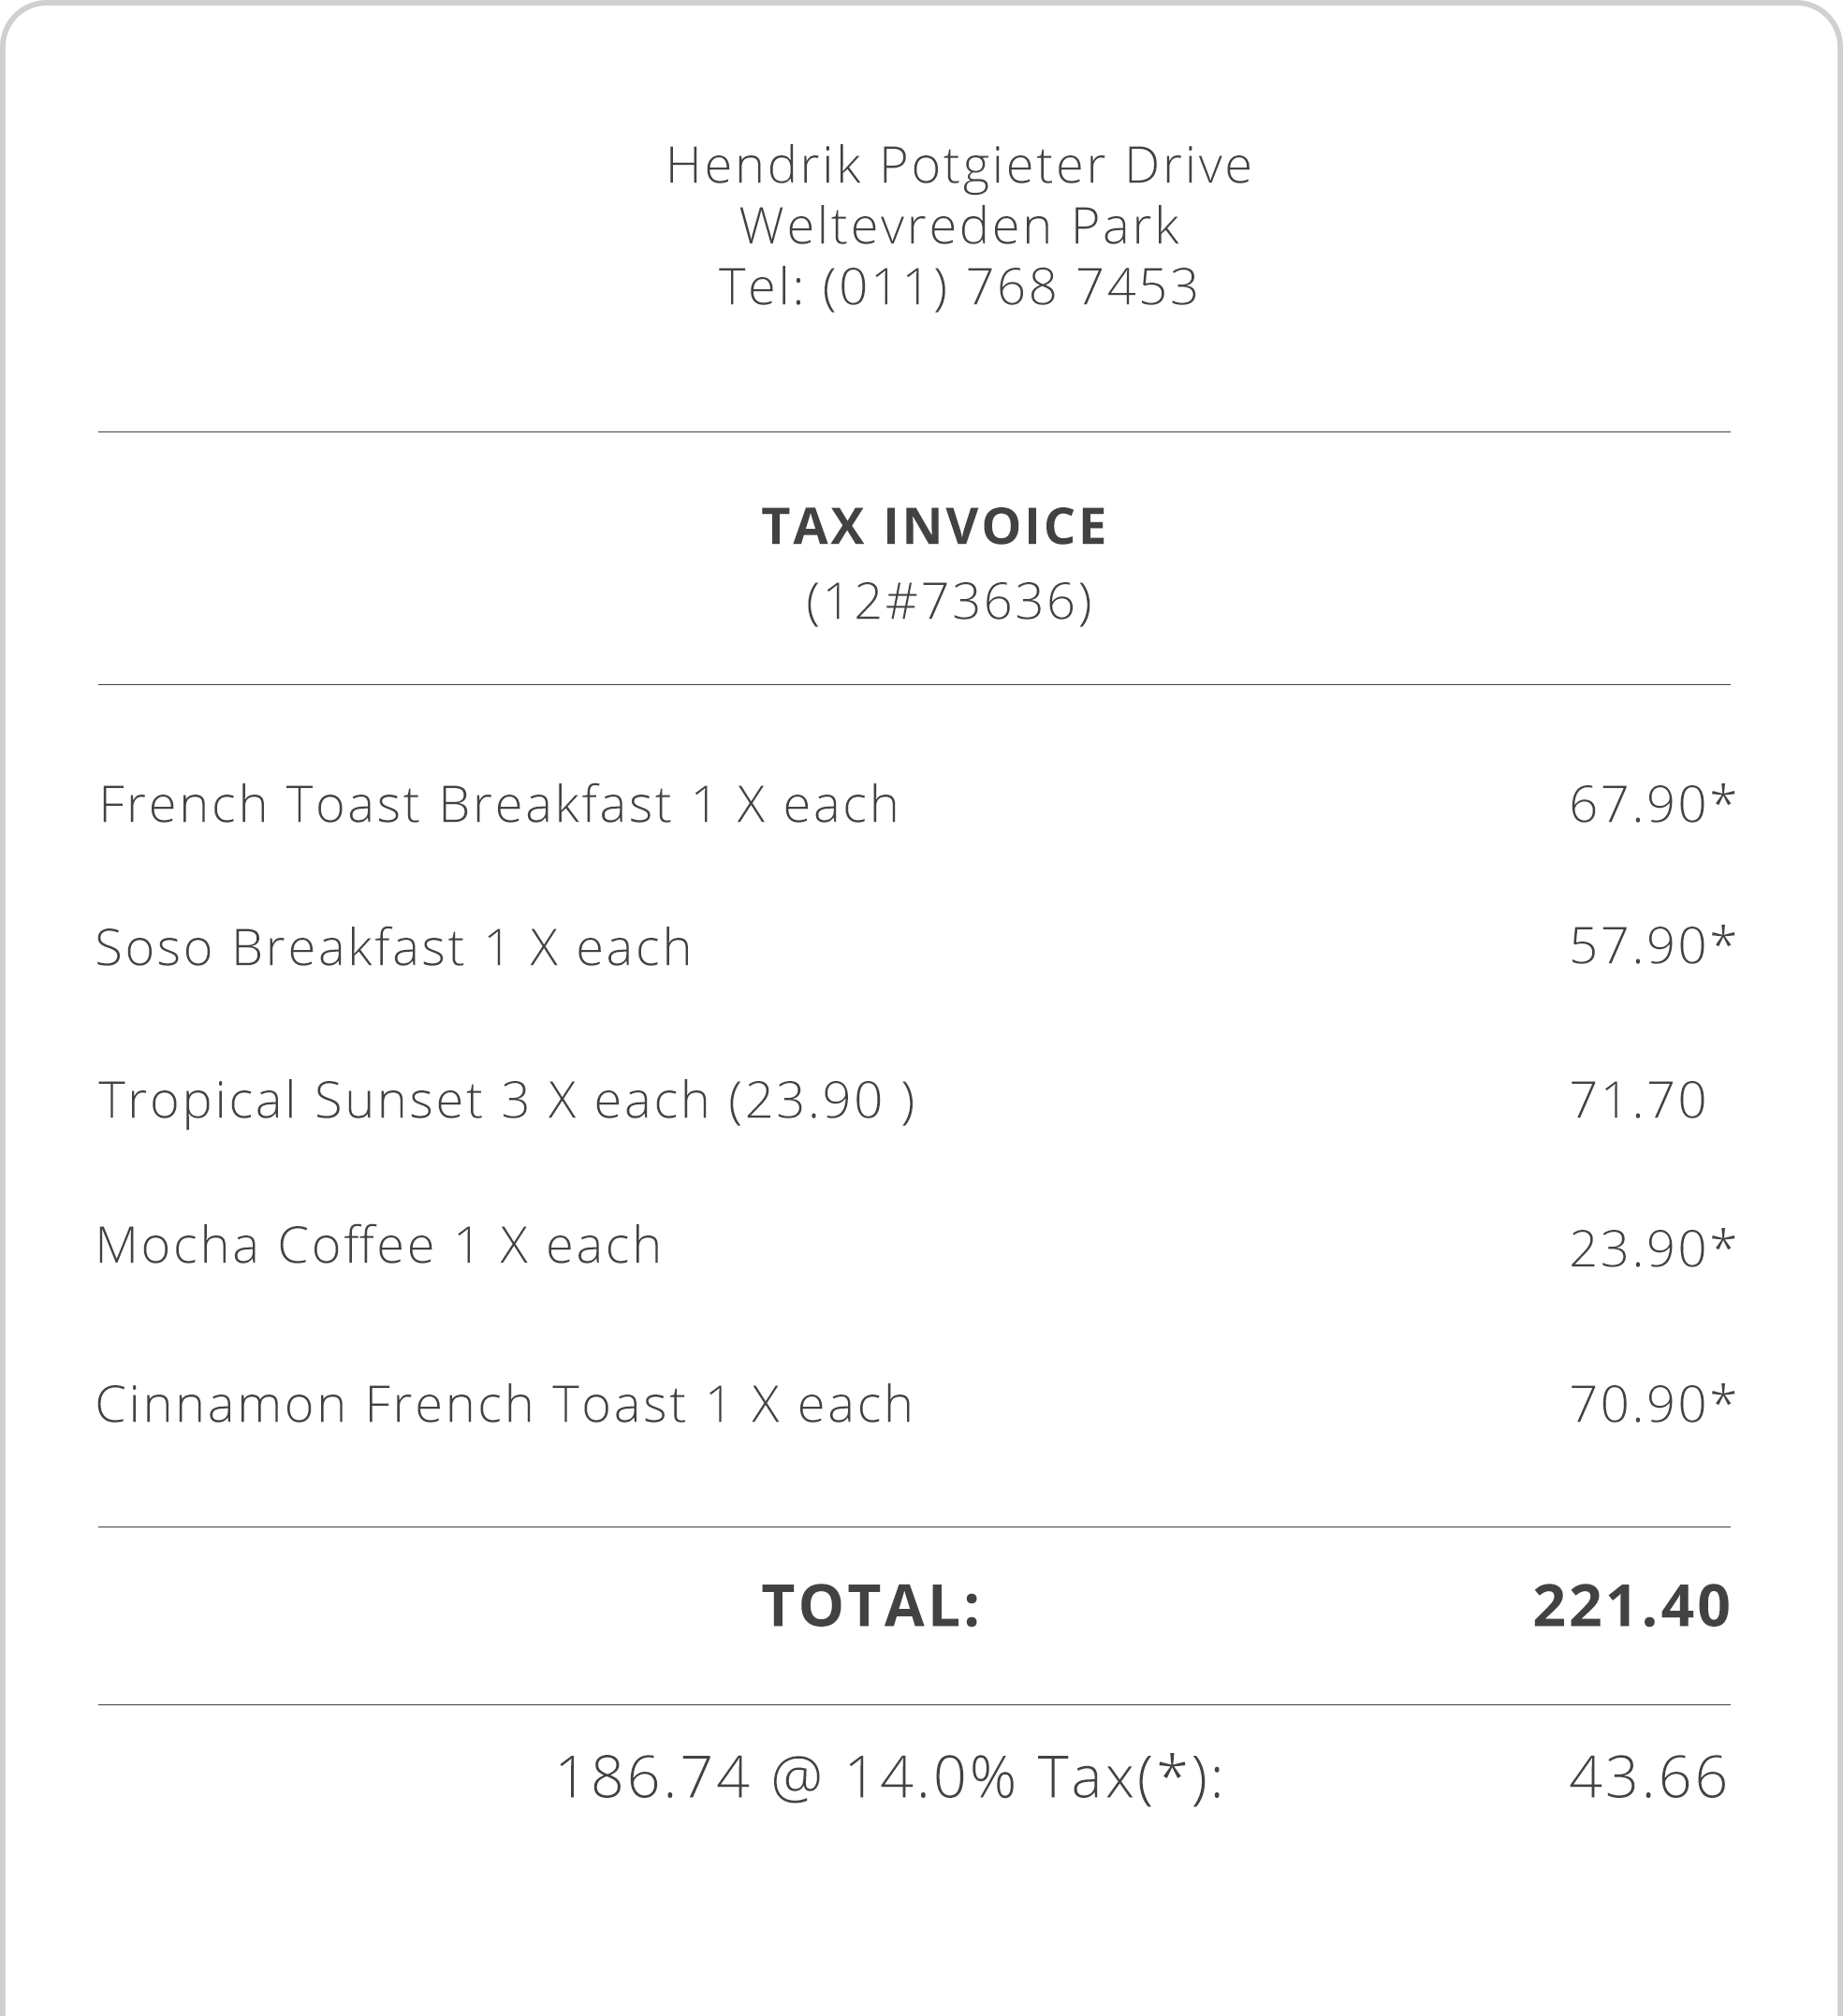 Hendrik Potgieter Drive
Weltevreden Park
Tel: (011) 768 7453
TAX INVOICE
(12#73636)
French Toast Breakfast 1 X each 67.90*
Soso Breakfast 1 X each 57.90*
Tropical Sunset 3 X each (23.90 ) 71.70
Mocha Coffee 1 X each 23.90*
Cinnamon French Toast 1 X each 70.90*
TOTAL: 221.40
186.74 @ 14.0% Tax(*): 43.66